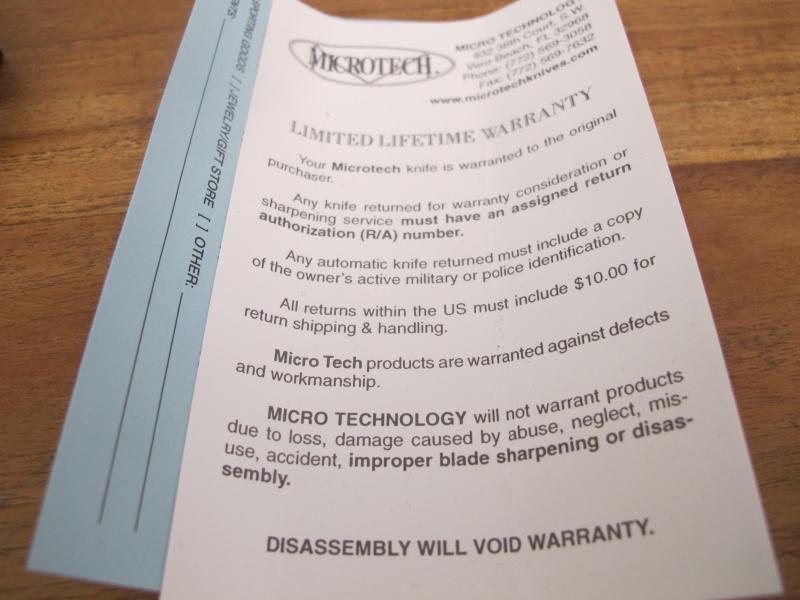 SPORTING GOODS [ ] JEWELRY/GIFT STORE [ ] OTHER:
MICROTECH.
MICRO TECHNOLOGY
932 36th Court, S.W.
Vero Beach, FL 32968
Phone: (772) 569-3058
Fax: (772) 569-7632
www.microtechknives.com
LIMITED LIFETIME WARRANTY
Your Microtech knife is warranted to the original
purchaser.
Any knife returned for warranty consideration or
sharpening service must have an assigned return
authorization (R/A) number.
Any automatic knife returned must include a copy
of the owner's active military or police identification.
All returns within the US must include $10.00 for
return shipping & handling.
Micro Tech products are warranted against defects
and workmanship.
MICRO TECHNOLOGY will not warrant products
due to loss, damage caused by abuse, neglect, mis-
use, accident, improper blade sharpening or disas-
sembly.
DISASSEMBLY WILL VOID WARRANTY.